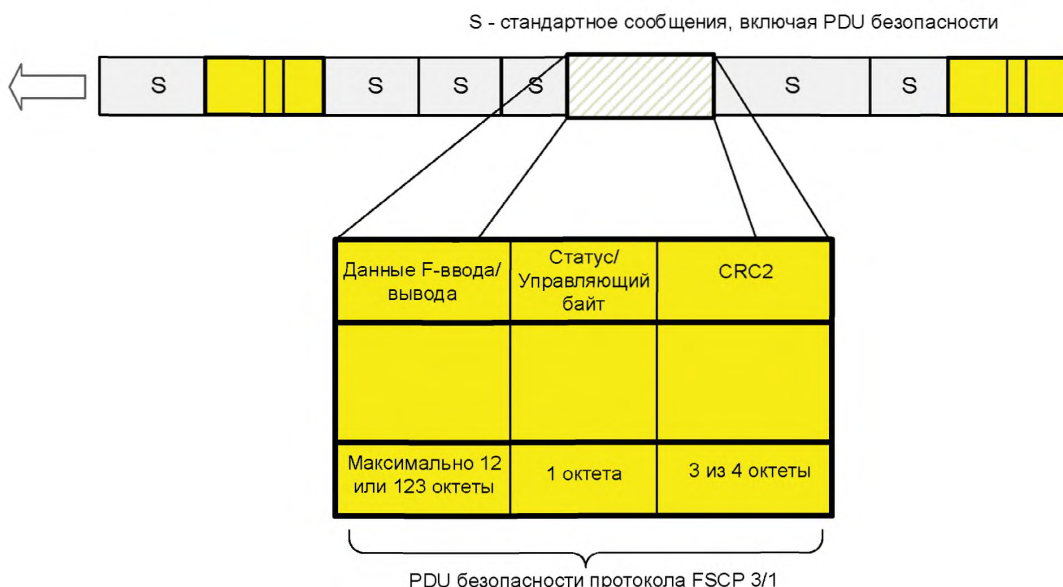 S - стандартное сообщения, включая PDU безопасности
S S S S S S
Данные F-ввода/
вывода
Статус/
Управляющий
байт
CRC2
Максимально 12
или 123 октеты
1 октета
3 из 4 октеты
PDU безопасности протокола FSCP 3/1